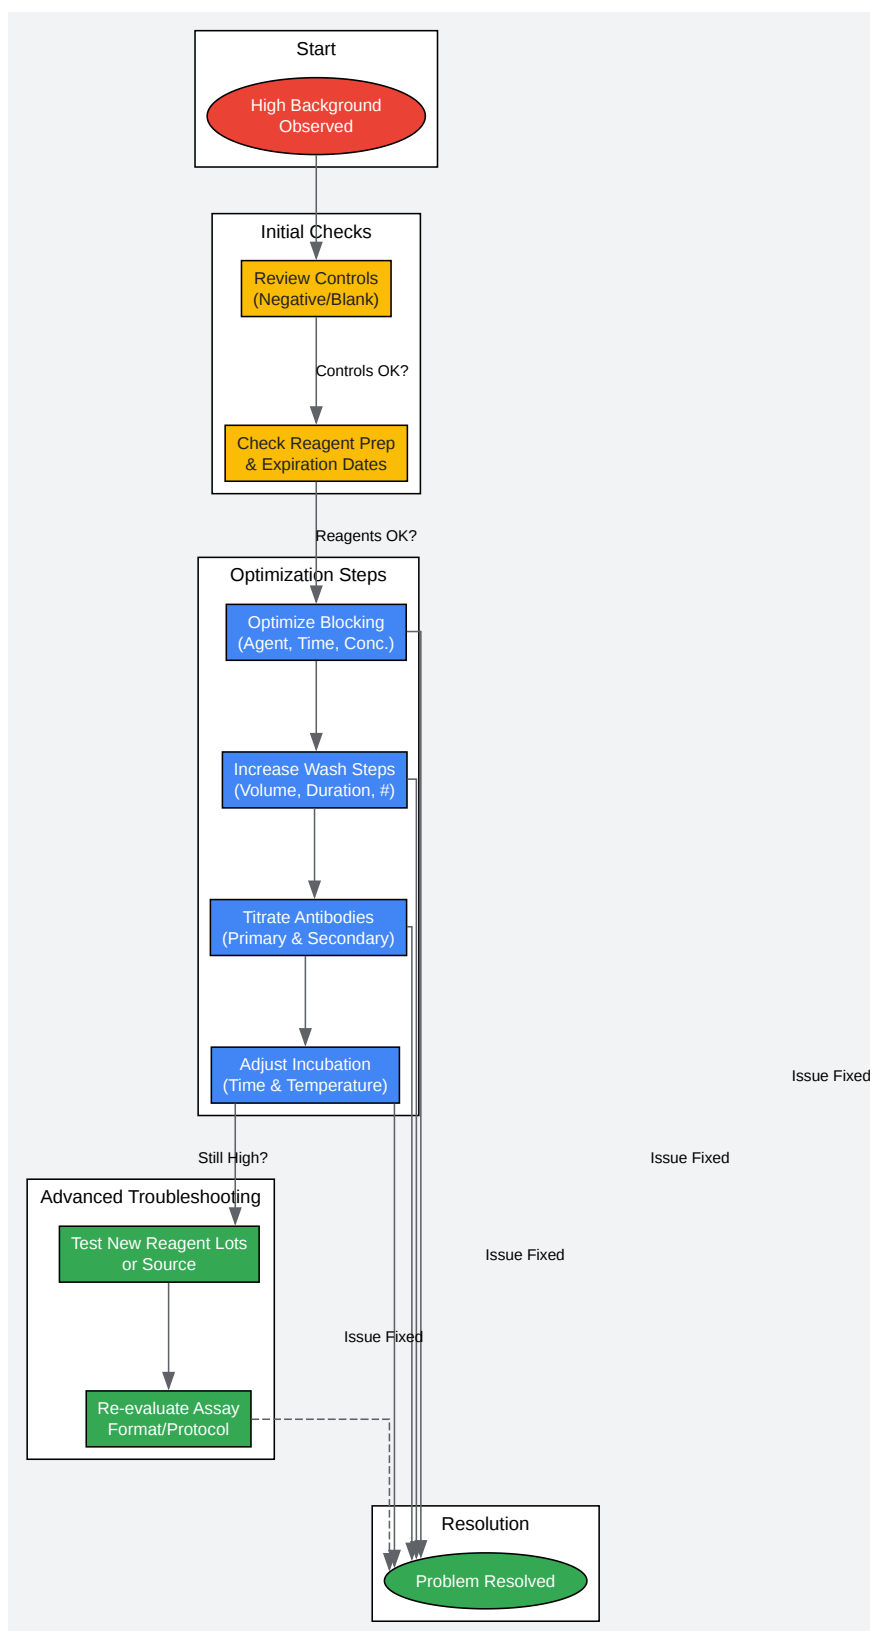 Start
High Background
Observed
Initial Checks
Review Controls
(Negative/Blank)
Controls OK?
Check Reagent Prep
& Expiration Dates
Reagents OK?
Optimization Steps
Optimize Blocking
(Agent, Time, Conc.)
Increase Wash Steps
(Volume, Duration, #)
Titrate Antibodies
(Primary & Secondary)
Adjust Incubation
(Time & Temperature)
Issue Fixed
Still High?
Issue Fixed
Advanced Troubleshooting
Test New Reagent Lots
or Source
Issue Fixed
Issue Fixed
Re-evaluate Assay
Format/Protocol
Resolution
Problem Resolved